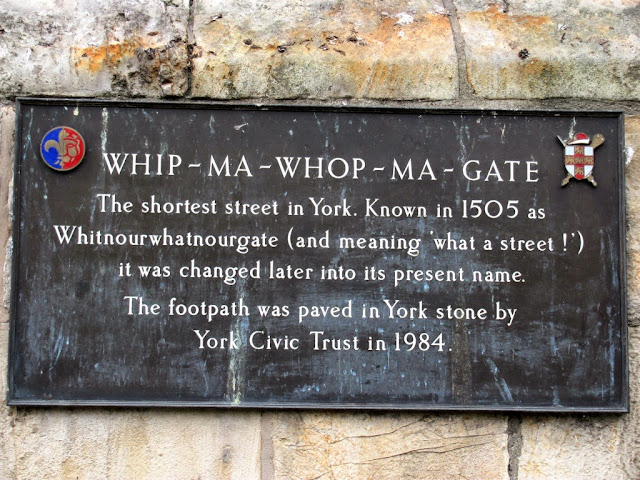 WHIP-MA-WHOP-MA-GATE
The shortest street in York. Known in 1505 as
Whitnourwhatnourgate (and meaning 'what a street!')
it was changed later into its present name.
The footpath was paved in York stone by
York Civic Trust in 1984.